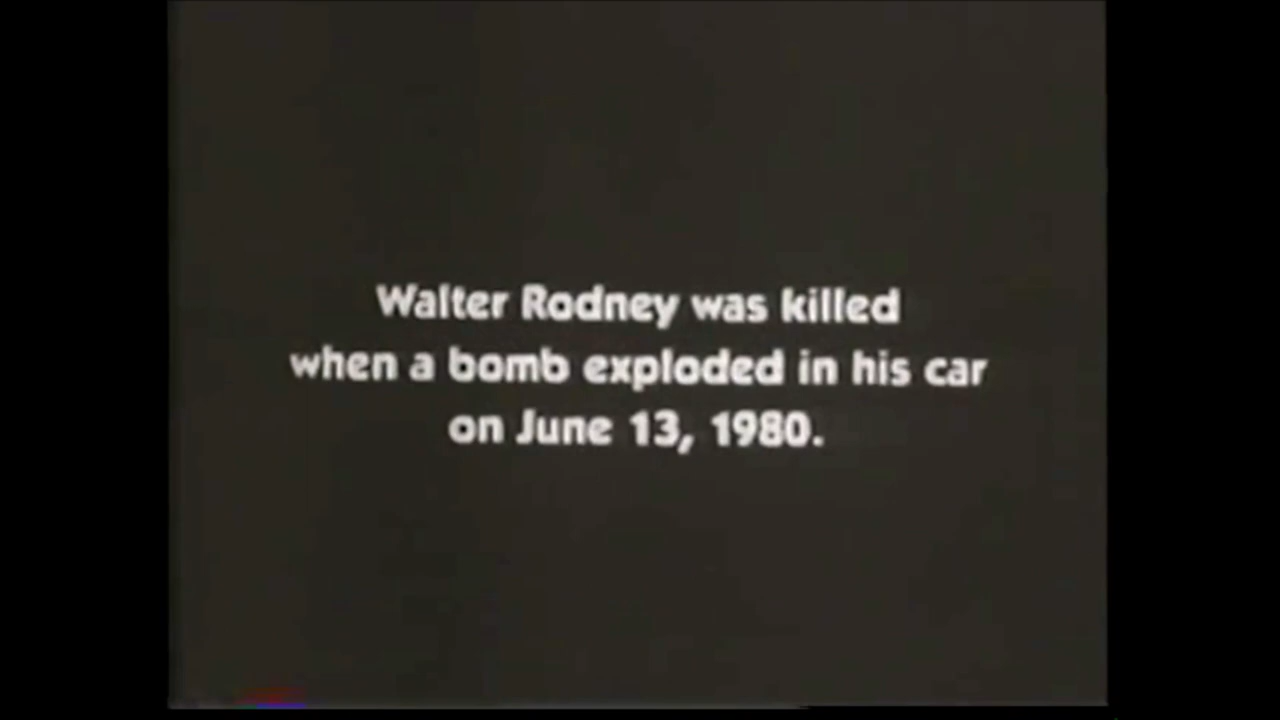 Walter Rodney was killed
when a bomb exploded in his car
on June 13, 1980.